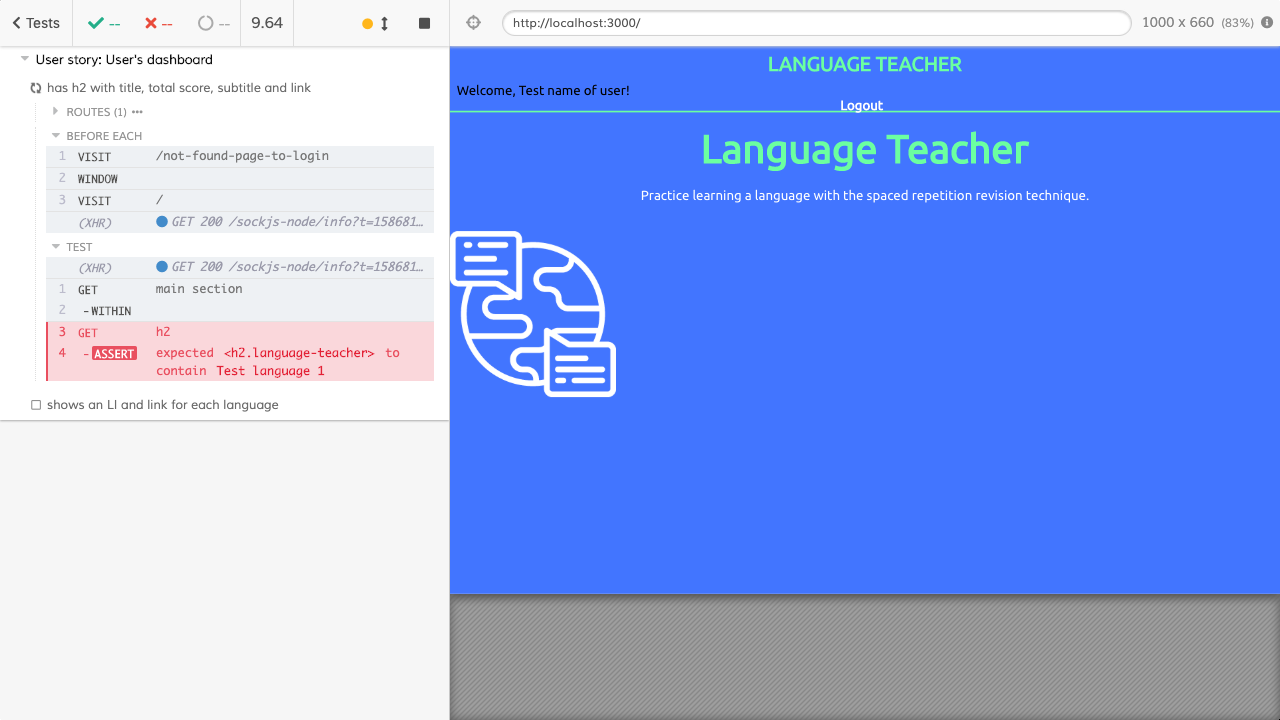 Tests
--
--
--
9.64
http://localhost:3000/
1000 x 660 (83%)
User story: User's dashboard
has h2 with title, total score, subtitle and link
ROUTES (1)
BEFORE EACH
1 VISIT /not-found-page-to-login
2 WINDOW
3 VISIT /
(XHR) GET 200 /sockjs-node/info?t=158681…
TEST
(XHR) GET 200 /sockjs-node/info?t=158681…
1 GET main section
2 -WITHIN
3 GET h2
4 -ASSERT expected <h2.language-teacher> to
contain Test language 1
shows an LI and link for each language
LANGUAGE TEACHER
Welcome, Test name of user!
Logout
Language Teacher
Practice learning a language with the spaced repetition revision technique.